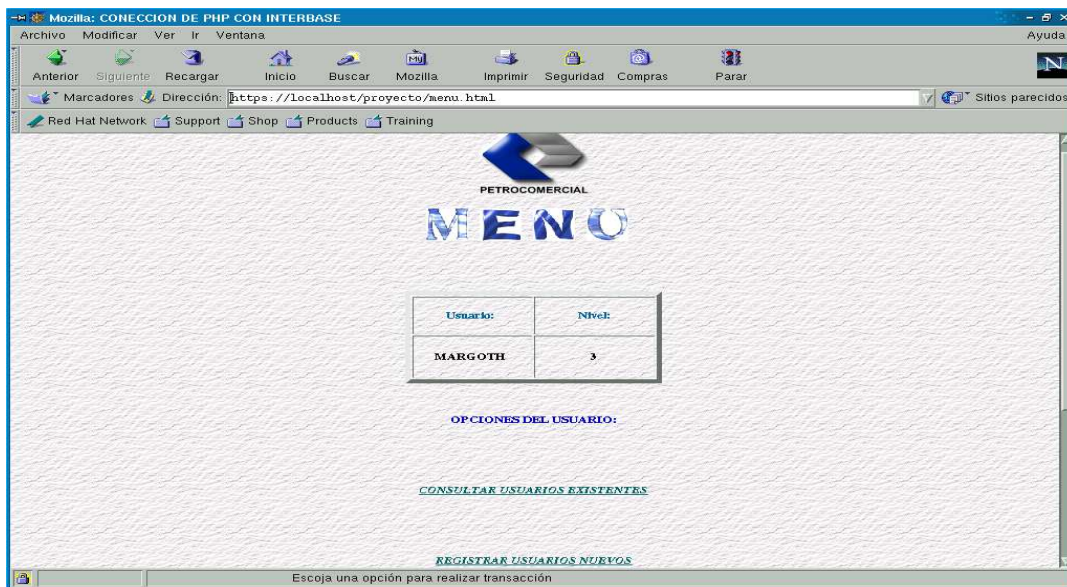 Mozilla: CONECCION DE PHP CON INTERBASE
Archivo Modificar Ver Ir Ventana Ayuda
Anterior Siguiente Recargar Inicio Buscar Mozilla Imprimir Seguridad Compras Parar
My
N
Marcadores Dirección: https://localhost/proyecto/menu.html Sitios parecidos
Red Hat Network Support Shop Products Training
PETROCOMERCIAL
MENU
Usuario: Nivel:
MARGOTH 3
OPCIONES DEL USUARIO:
CONSULTAR USUARIOS EXISTENTES
REGISTRAR USUARIOS NUEVOS
Escoja una opción para realizar transacción